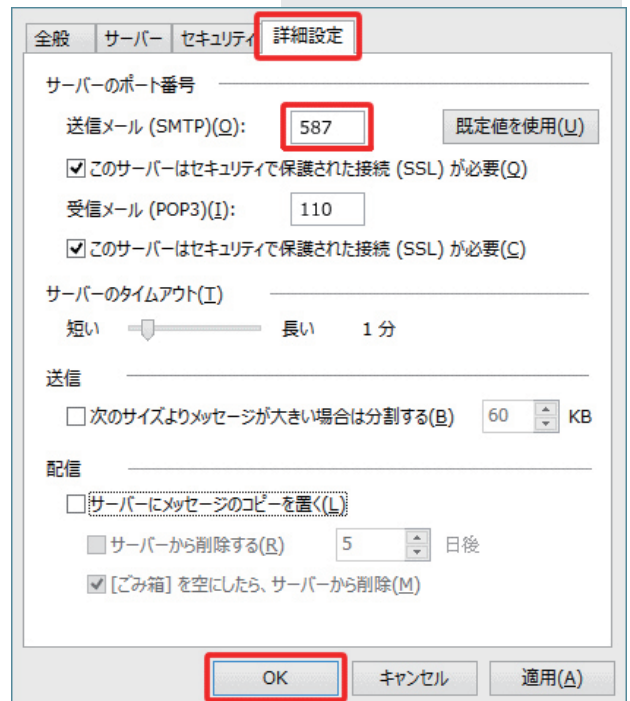 全般 サーバー セキュリティ 詳細設定
サーバーのポート番号
送信メール (SMTP)(O): 587 既定値を使用(U)
このサーバーはセキュリティで保護された接続 (SSL) が必要(Q)
受信メール (POP3)(I): 110
このサーバーはセキュリティで保護された接続 (SSL) が必要(C)
サーバーのタイムアウト(T)
短い 長い 1 分
送信
次のサイズよりメッセージが大きい場合は分割する(B) 60 KB
配信
サーバーにメッセージのコピーを置く(L)
サーバーから削除する(R) 5 日後
[ごみ箱] を空にしたら、サーバーから削除(M)
OK キャンセル 適用(A)